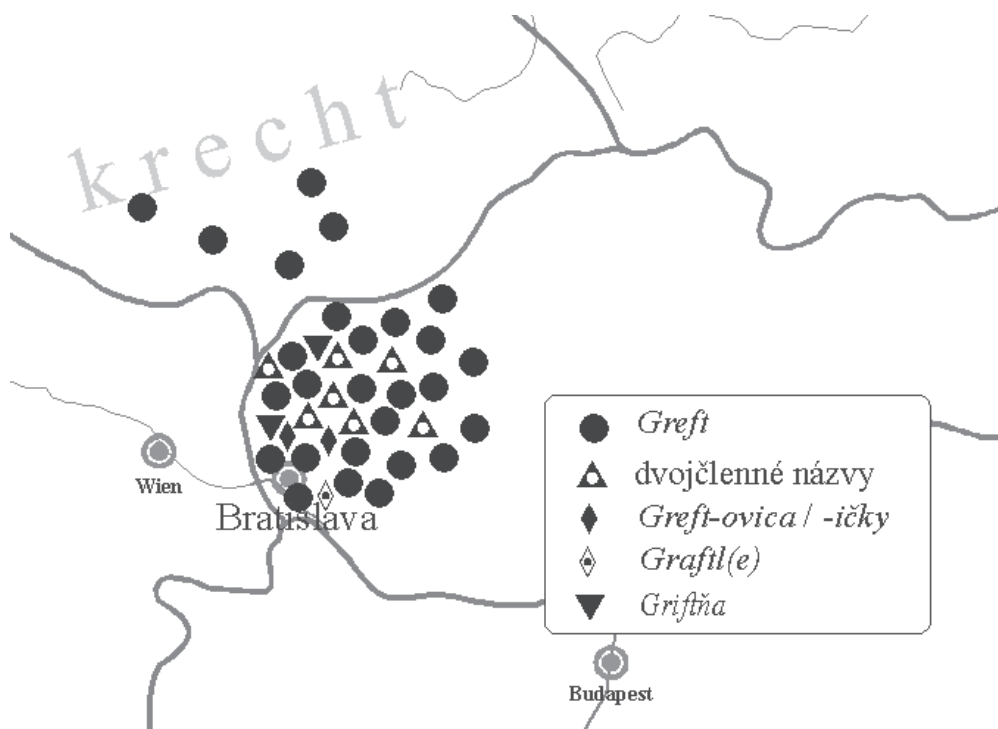 krecht
Wien
Bratislava
Greft
dvojčlenné názvy
Greft-ovica / -ičky
Graftl(e)
Griftňa
Budapest